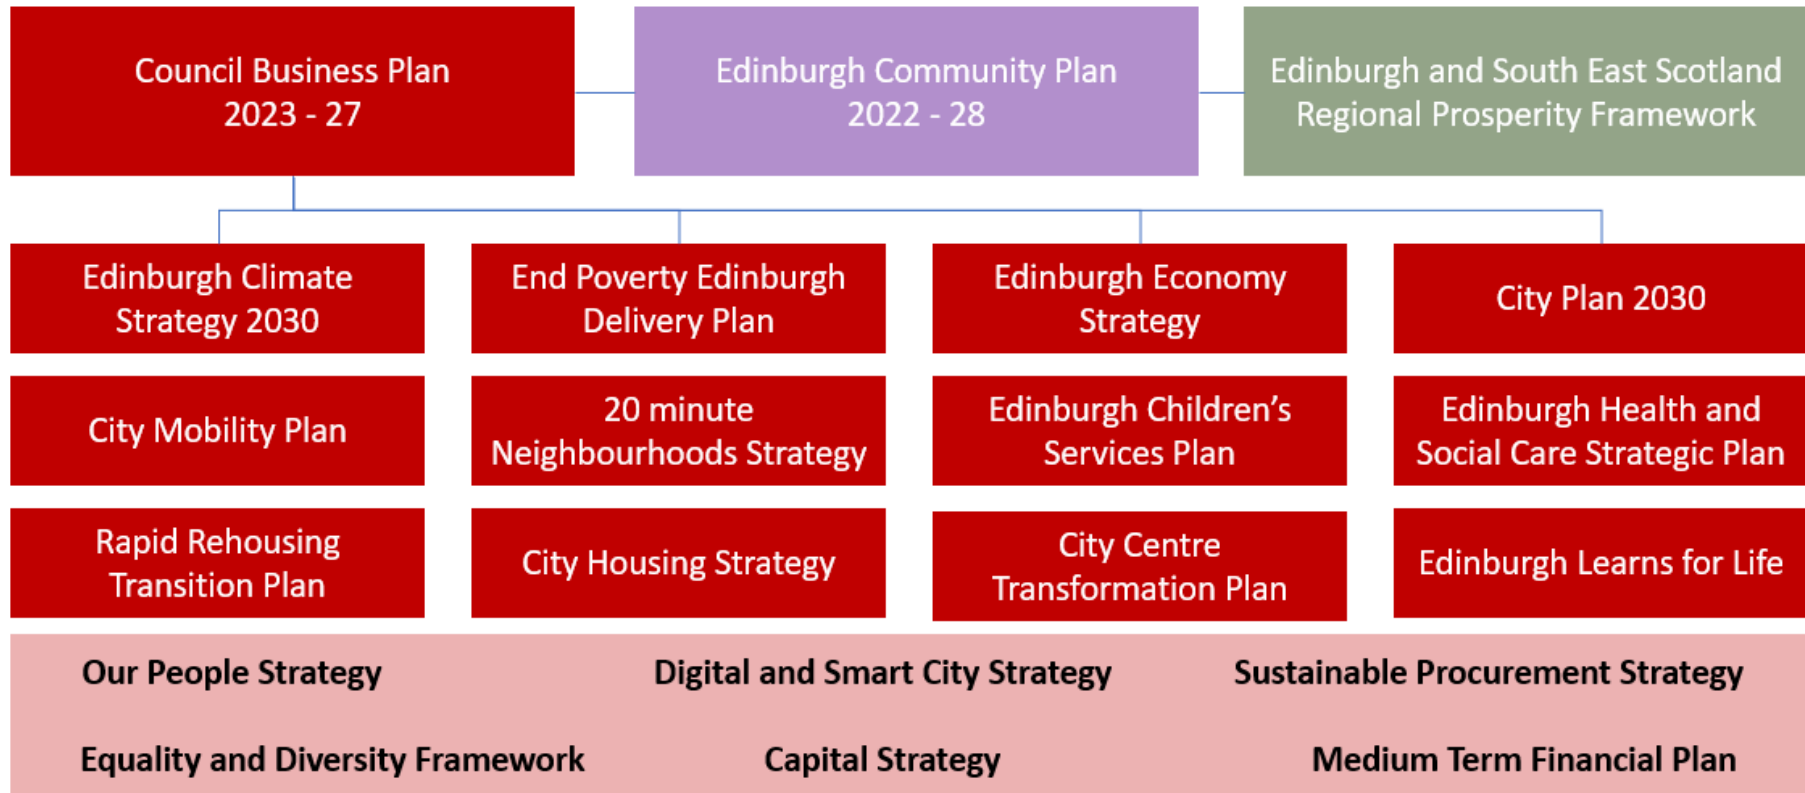 Council Business Plan
2023 - 27
Edinburgh Community Plan
2022 - 28
Edinburgh and South East Scotland
Regional Prosperity Framework
Edinburgh Climate
Strategy 2030
End Poverty Edinburgh
Delivery Plan
Edinburgh Economy
Strategy
City Plan 2030
City Mobility Plan
20 minute
Neighbourhoods Strategy
Edinburgh Children’s
Services Plan
Edinburgh Health and
Social Care Strategic Plan
Rapid Rehousing
Transition Plan
City Housing Strategy
City Centre
Transformation Plan
Edinburgh Learns for Life
Our People Strategy
Digital and Smart City Strategy
Sustainable Procurement Strategy
Equality and Diversity Framework
Capital Strategy
Medium Term Financial Plan